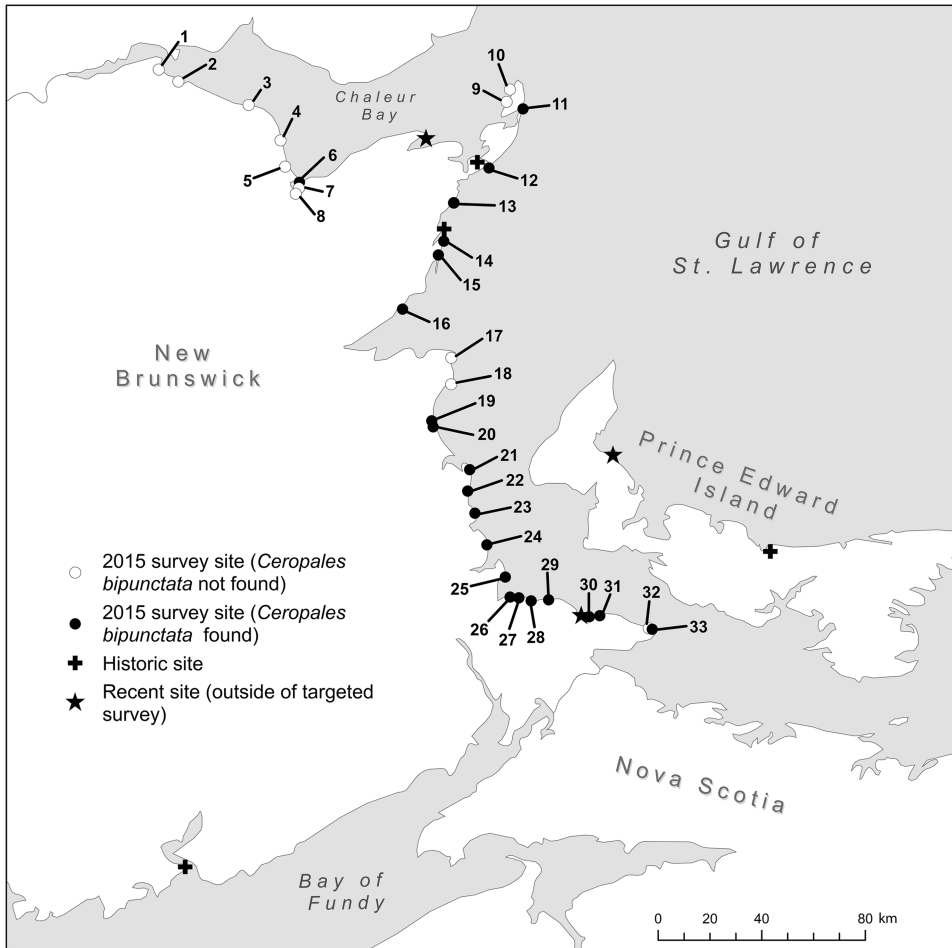 1
2
3
4
5
6
7
8
9
10
11
12
13
14
15
16
17
18
19
20
21
22
23
24
25
26
27
28
29
30
31
32
33
Chaleur
Bay
Gulf of
St. Lawrence
New
Brunswick
Prince Edward
Island
Nova Scotia
Bay of
Fundy
2015 survey site (Ceropales
bipunctata not found)
2015 survey site (Ceropales
bipunctata found)
Historic site
Recent site (outside of targeted
survey)
0 20 40 80 km